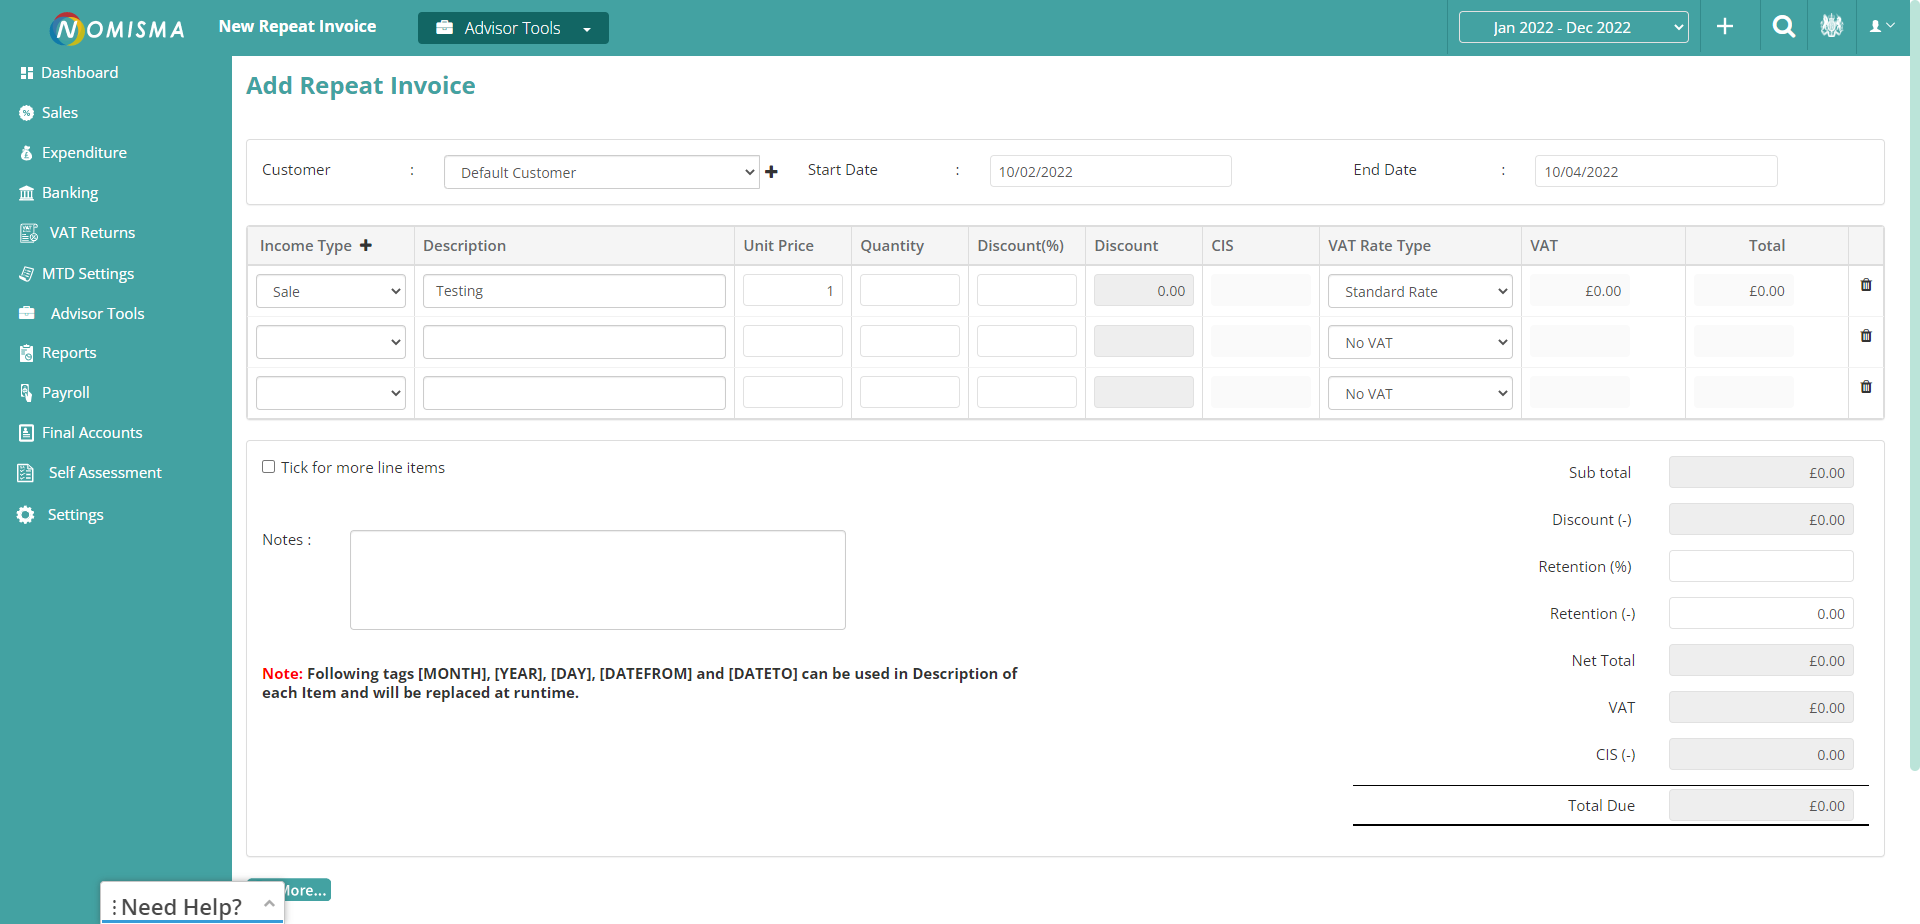 NOMISMA
New Repeat Invoice
Advisor Tools
Jan 2022 - Dec 2022
Dashboard
Sales
Expenditure
Banking
VAT Returns
MTD Settings
Advisor Tools
Reports
Payroll
Final Accounts
Self Assessment
Settings
Add Repeat Invoice
Customer : Default Customer Start Date : 10/02/2022 End Date : 10/04/2022
Income Type Description Unit Price Quantity Discount(%) Discount CIS VAT Rate Type VAT Total
Sale Testing 1 0.00 Standard Rate £0.00 £0.00
No VAT
No VAT
Tick for more line items
Notes :
Note: Following tags [MONTH], [YEAR], [DAY], [DATEFROM] and [DATETO] can be used in Description of
each Item and will be replaced at runtime.
Sub total £0.00
Discount (-) £0.00
Retention (%)
Retention (-) 0.00
Net Total £0.00
VAT £0.00
CIS (-) 0.00
Total Due £0.00
More...
Need Help?